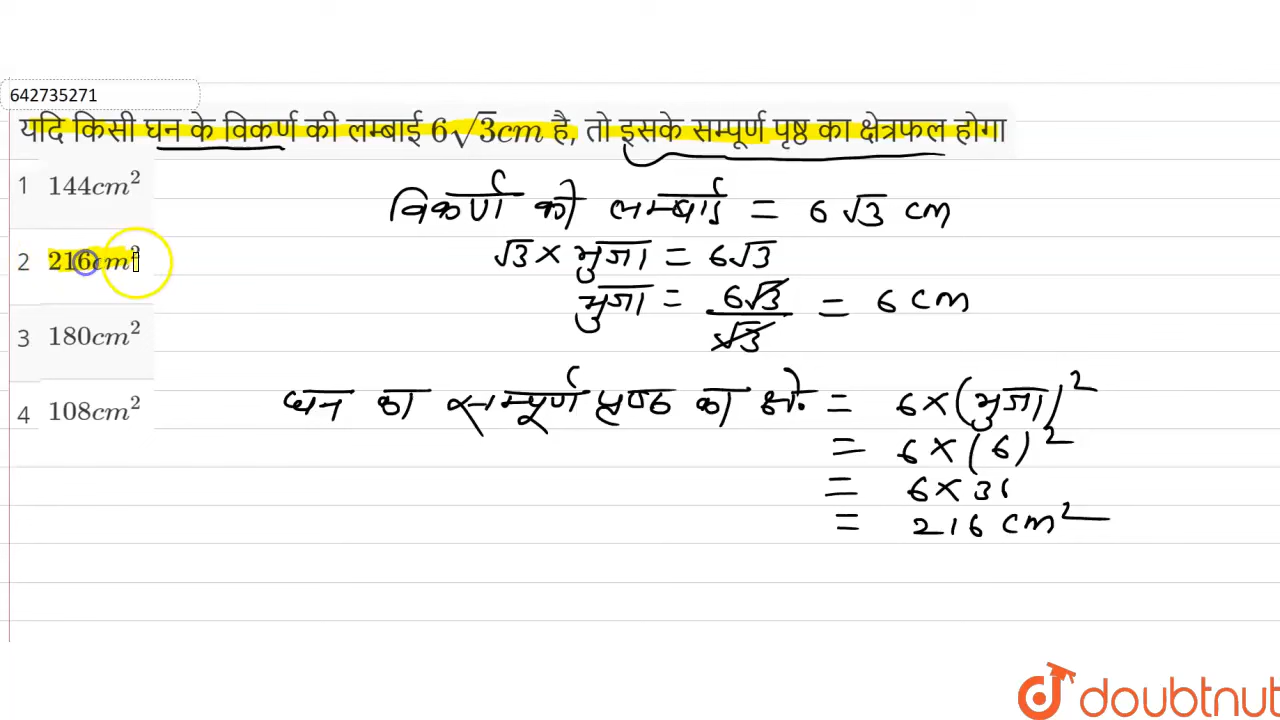 642735271
यदि किसी घन के विकर्ण की लम्बाई 6√3cm है, तो इसके सम्पूर्ण पृष्ठ का क्षेत्रफल होगा
1 144cm²
2 216cm²
3 180cm²
4 108cm²
विकर्ण की लम्बाई = 6√3 cm
√3 × भुजा = 6√3
भुजा = 6√3/√3 = 6 cm
घन का सम्पूर्ण पृष्ठ का क्षे. = 6×(भुजा)²
= 6×(6)²
= 6×36
= 216 cm²
doubtnut